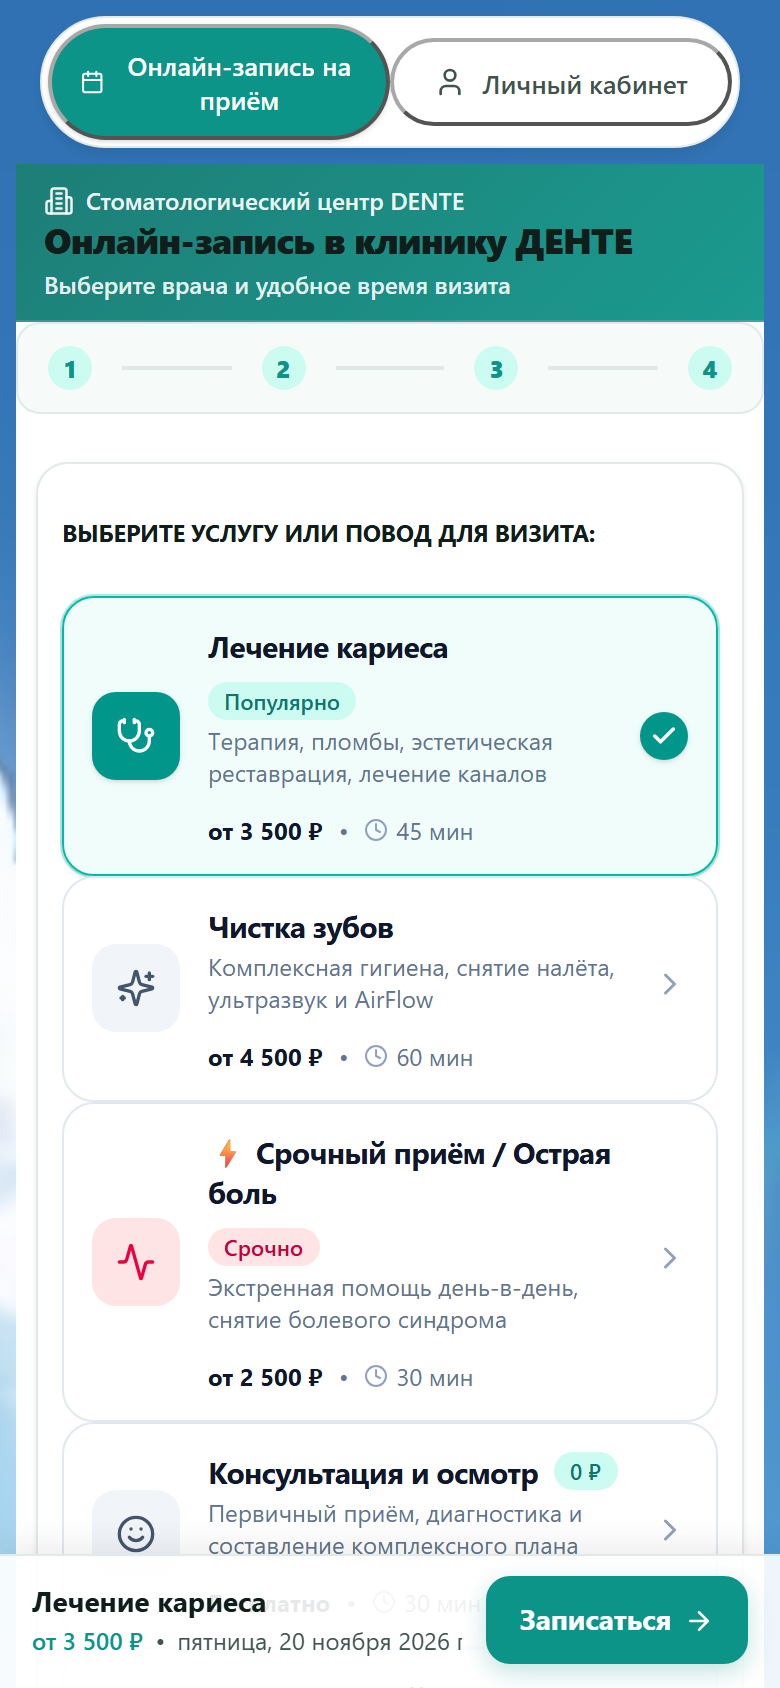 Онлайн-запись на
приём
Личный кабинет
Стоматологический центр DENTE
Онлайн-запись в клинику ДЕНТЕ
Выберите врача и удобное время визита
1 2 3 4
ВЫБЕРИТЕ УСЛУГУ ИЛИ ПОВОД ДЛЯ ВИЗИТА:
Лечение кариеса
Популярно
Терапия, пломбы, эстетическая
реставрация, лечение каналов
от 3 500 ₽ • 45 мин
Чистка зубов
Комплексная гигиена, снятие налёта,
ультразвук и AirFlow
от 4 500 ₽ • 60 мин
Срочный приём / Острая
боль
Срочно
Экстренная помощь день-в-день,
снятие болевого синдрома
от 2 500 ₽ • 30 мин
Консультация и осмотр 0 ₽
Первичный приём, диагностика и
составление комплексного плана
• 30 мин
Лечение кариеса
от 3 500 ₽ • пятница, 20 ноября 2026 г
Записаться